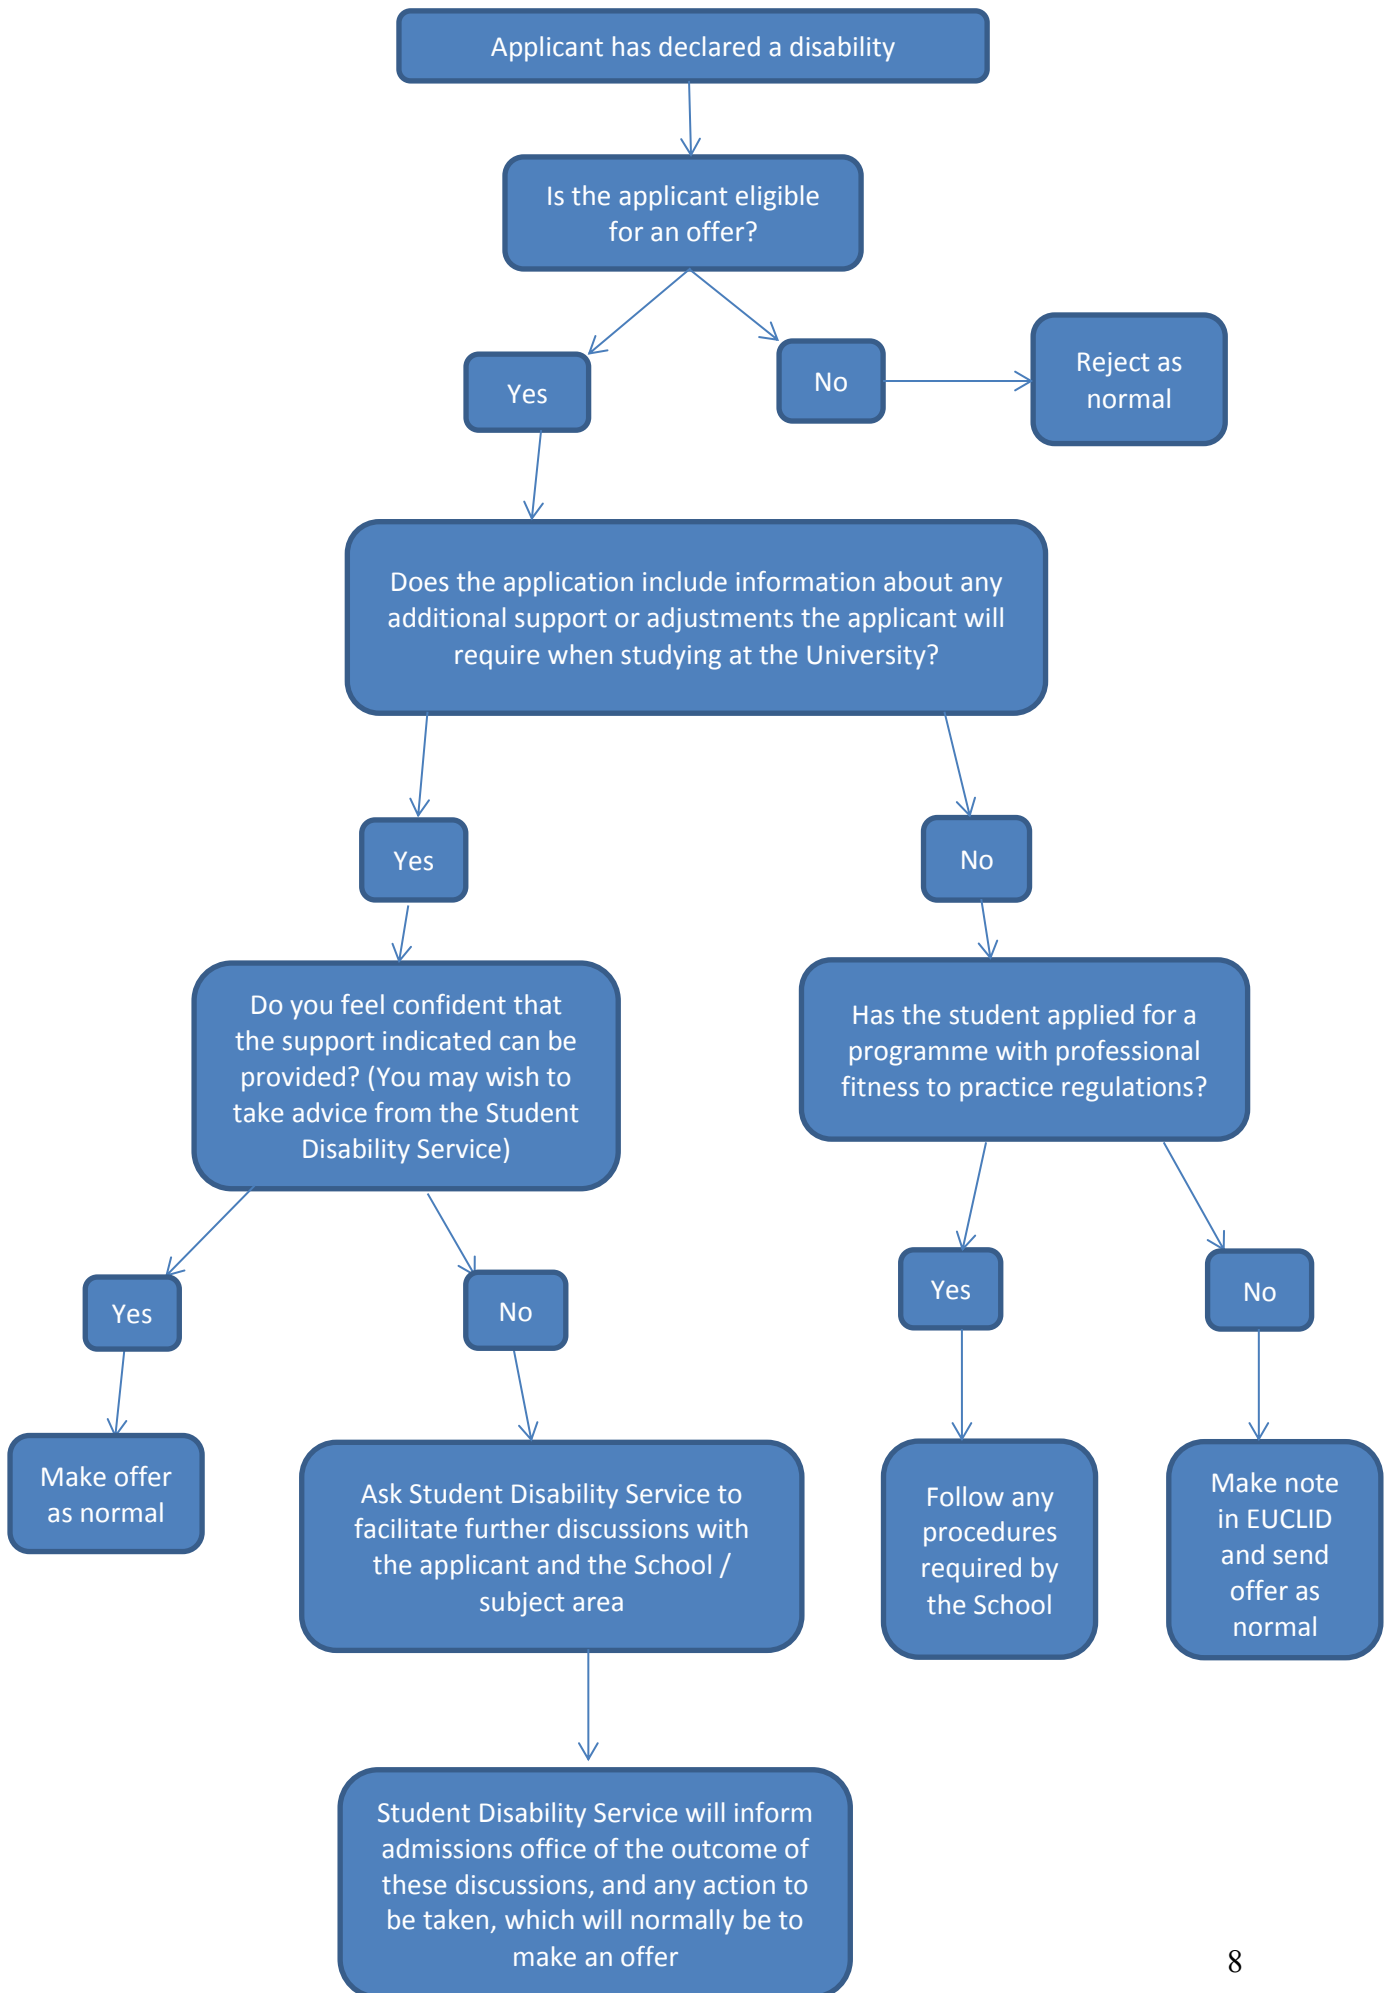 Applicant has declared a disability
Is the applicant eligible
for an offer?
Yes
No
Reject as
normal
Does the application include information about any
additional support or adjustments the applicant will
require when studying at the University?
Yes
No
Do you feel confident that
the support indicated can be
provided? (You may wish to
take advice from the Student
Disability Service)
Has the student applied for a
programme with professional
fitness to practice regulations?
Yes
No
Yes
No
Make offer
as normal
Ask Student Disability Service to
facilitate further discussions with
the applicant and the School /
subject area
Follow any
procedures
required by
the School
Make note
in EUCLID
and send
offer as
normal
Student Disability Service will inform
admissions office of the outcome of
these discussions, and any action to
be taken, which will normally be to
make an offer
8